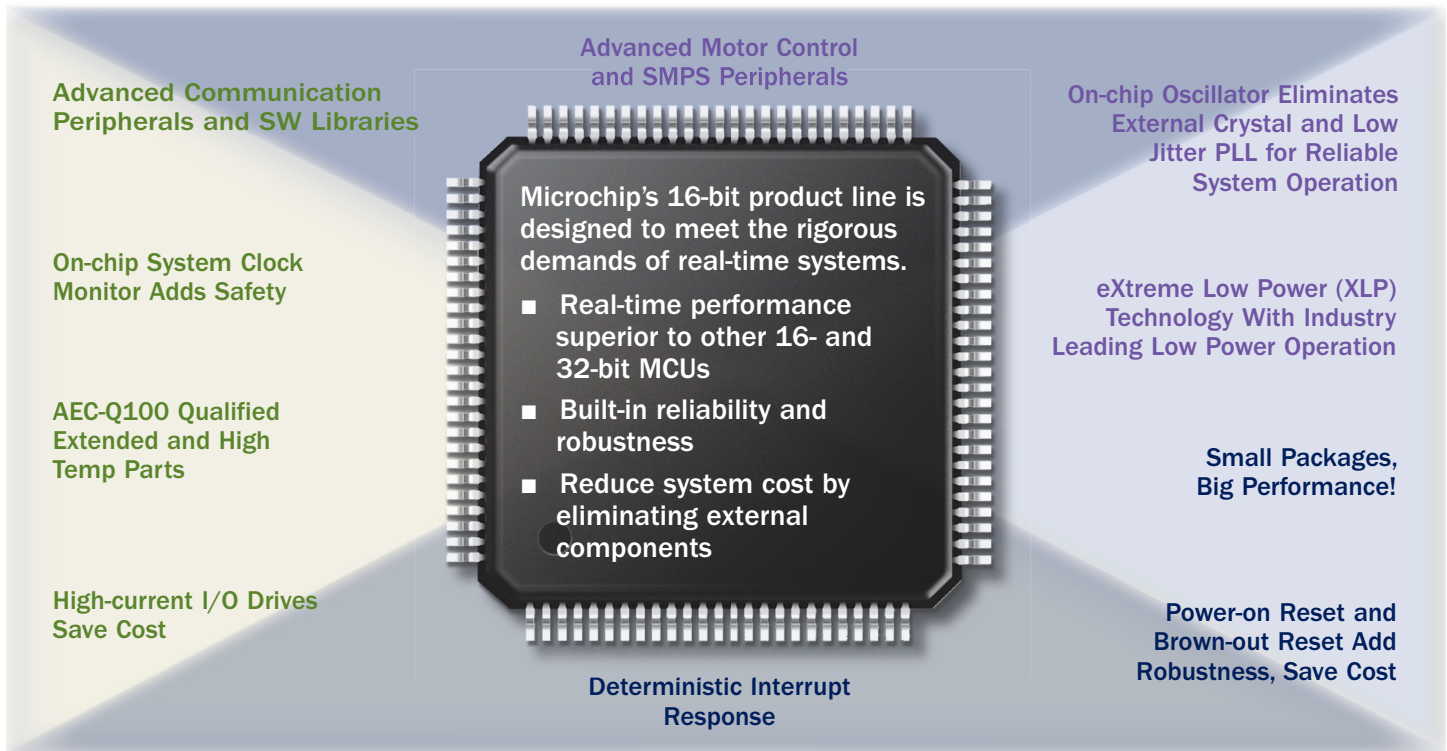 Advanced Motor Control
and SMPS Peripherals
Advanced Communication
Peripherals and SW Libraries
On-chip System Clock
Monitor Adds Safety
AEC-Q100 Qualified
Extended and High
Temp Parts
High-current I/O Drives
Save Cost
Microchip’s 16-bit product line is
designed to meet the rigorous
demands of real-time systems.
■ Real-time performance
superior to other 16- and
32-bit MCUs
■ Built-in reliability and
robustness
■ Reduce system cost by
eliminating external
components
On-chip Oscillator Eliminates
External Crystal and Low
Jitter PLL for Reliable
System Operation
eXtreme Low Power (XLP)
Technology With Industry
Leading Low Power Operation
Small Packages,
Big Performance!
Power-on Reset and
Brown-out Reset Add
Robustness, Save Cost
Deterministic Interrupt
Response